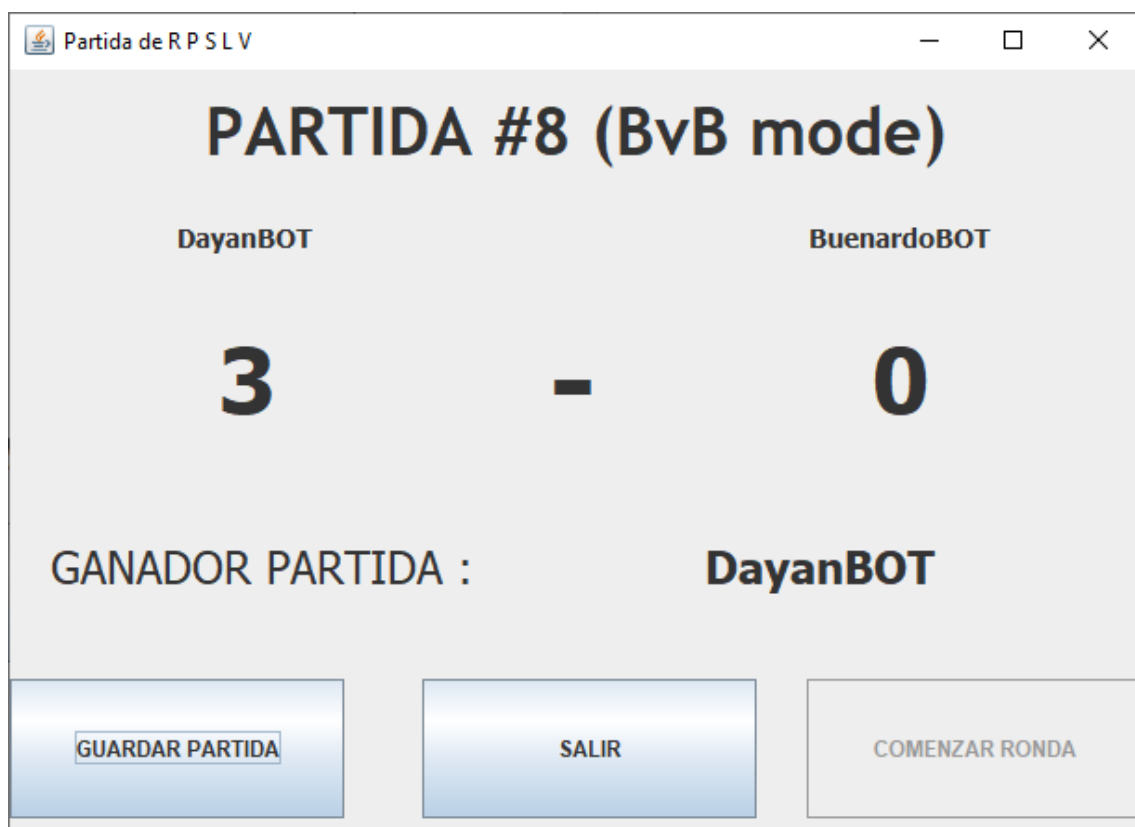 Partida de R P S L V
PARTIDA #8 (BvB mode)
DayanBOT BuenardoBOT
3 - 0
GANADOR PARTIDA : DayanBOT
GUARDAR PARTIDA SALIR COMENZAR RONDA